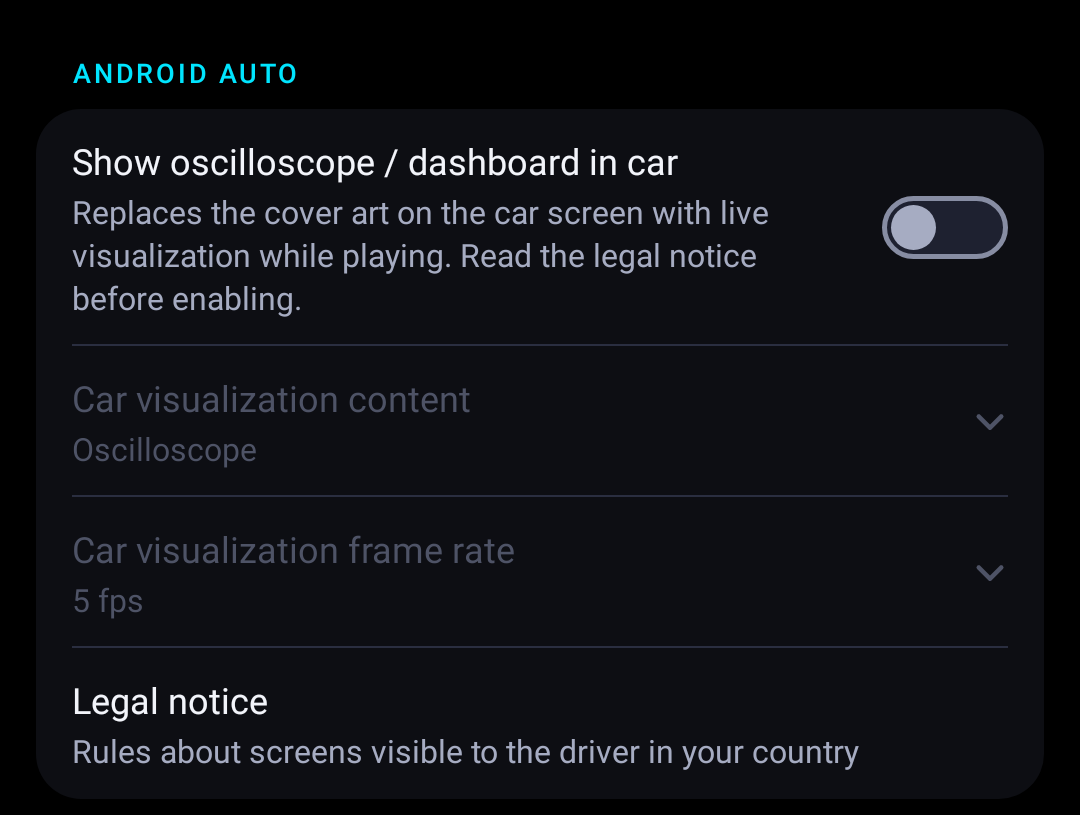 ANDROID AUTO
Show oscilloscope / dashboard in car
Replaces the cover art on the car screen with live
visualization while playing. Read the legal notice
before enabling.
Car visualization content
Oscilloscope
Car visualization frame rate
5 fps
Legal notice
Rules about screens visible to the driver in your country